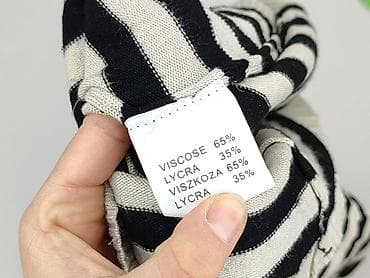 VISCOSE 65%
LYCRA 35%
VISZKOZA 65%
LYCRA 35%